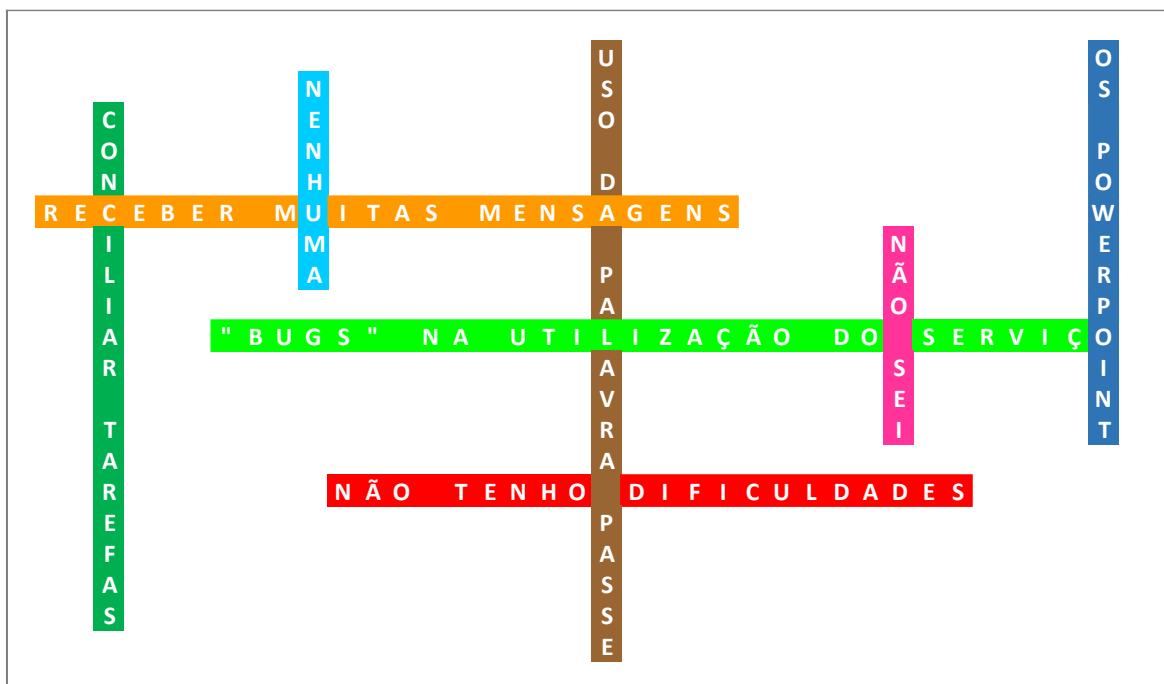 USO DA PALAVRA PASSE
OS POWERPOINT
NENHUMA
CONCILIAR TAREFAS
RECEBER MUITAS MENSAGENS
NÃO SEI
"BUGS" NA UTILIZAÇÃO DO SERVIÇO
NÃO TENHO DIFICULDADES